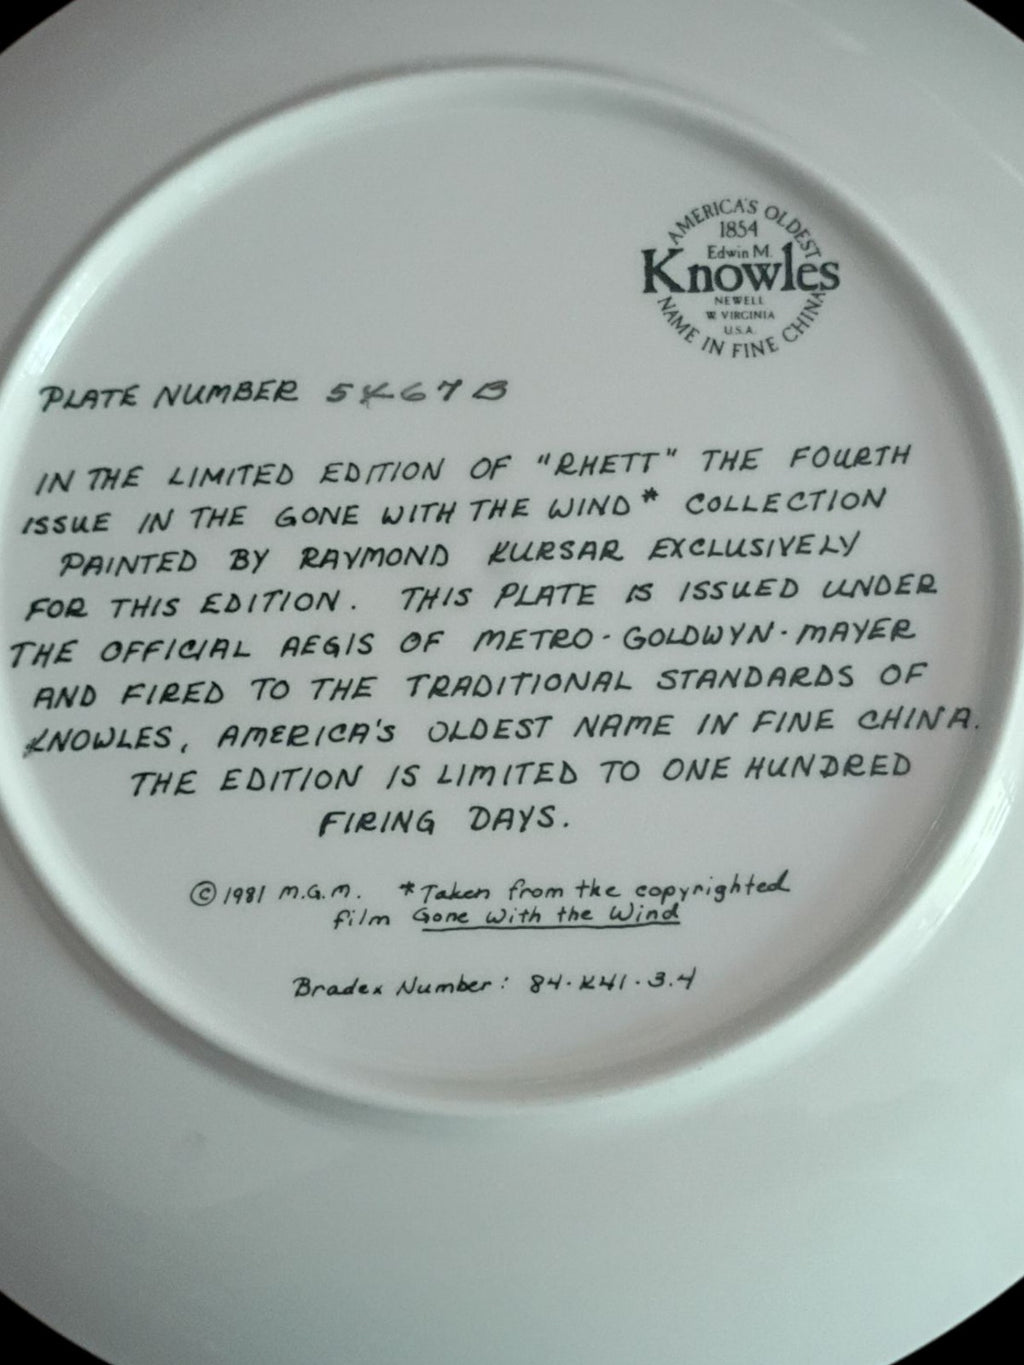 AMERICA'S OLDEST
1854
Edwin M.
Knowles
NEWELL
W. VIRGINIA
U.S.A.
NAME IN FINE CHINA
PLATE NUMBER
IN THE LIMITED EDITION OF "RHETT" THE FOURTH
ISSUE IN THE GONE WITH THE WIND* COLLECTION
PAINTED BY RAYMOND KURSAR EXCLUSIVELY
FOR THIS EDITION. THIS PLATE IS ISSUED UNDER
THE OFFICIAL AEGIS OF METRO-GOLDWYN-MAYER
AND FIRED TO THE TRADITIONAL STANDARDS OF
KNOWLES, AMERICA'S OLDEST NAME IN FINE CHINA.
THE EDITION IS LIMITED TO ONE HUNDRED
FIRING DAYS.
© 1981 M.G.M. *Taken from the copyrighted
film Gone With the Wind
Bradex Number: 84-K41-3.4